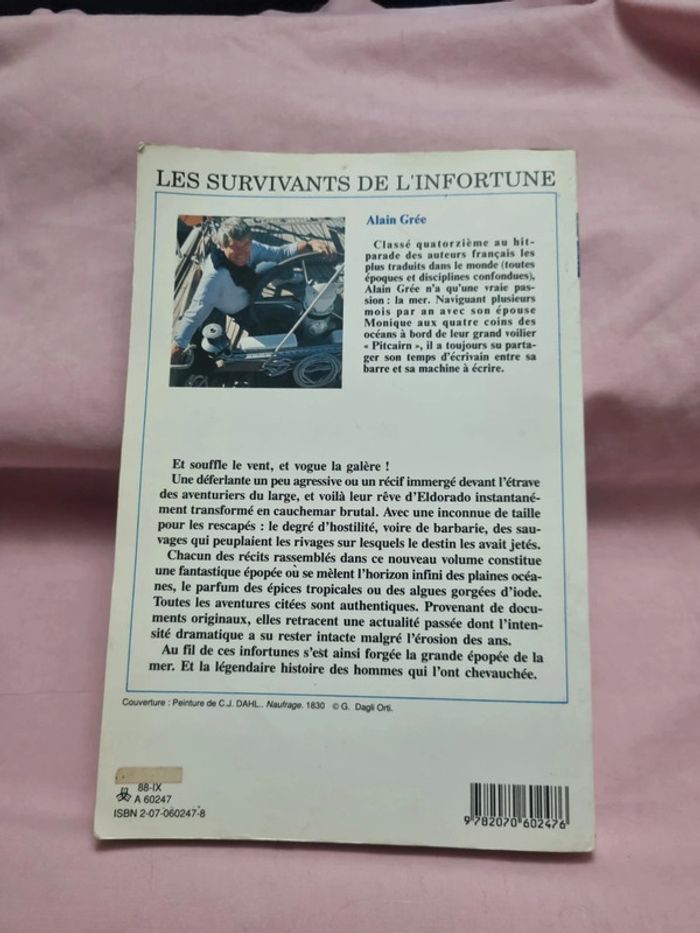 LES SURVIVANTS DE L'INFORTUNE
Alain Grée
Classé quatorzième au hit-
parade des auteurs français les
plus traduits dans le monde (toutes
époques et disciplines confondues),
Alain Grée n'a qu'une vraie pas-
sion : la mer. Naviguant plusieurs
mois par an avec son épouse
Monique aux quatre coins des
océans à bord de leur grand voilier
« Pitcairn », il a toujours su parta-
ger son temps d'écrivain entre sa
barre et sa machine à écrire.
Et souffle le vent, et vogue la galère !
Une déferlante un peu agressive ou un récif immergé devant l'étrave
des aventuriers du large, et voilà leur rêve d'Eldorado instantané-
ment transformé en cauchemar brutal. Avec une inconnue de taille
pour les rescapés : le degré d'hostilité, voire de barbarie, des sau-
vages qui peuplaient les rivages sur lesquels le destin les avait jetés.
Chacun des récits rassemblés dans ce nouveau volume constitue
une fantastique épopée où se mèlent l'horizon infini des plaines océa-
nes, le parfum des épices tropicales ou des algues gorgées d'iode.
Toutes les aventures citées sont authentiques. Provenant de docu-
ments originaux, elles retracent une actualité passée dont l'inten-
sité dramatique a su rester intacte malgré l'érosion des ans.
Au fil de ces infortunes s'est ainsi forgée la grande épopée de la
mer. Et la légendaire histoire des hommes qui l'ont chevauchée.
Couverture : Peinture de C.J. DAHL.. Naufrage. 1830 © G. Dagli Orti.
88-IX
A 60247
ISBN 2-07-060247-8
9 782070 602476